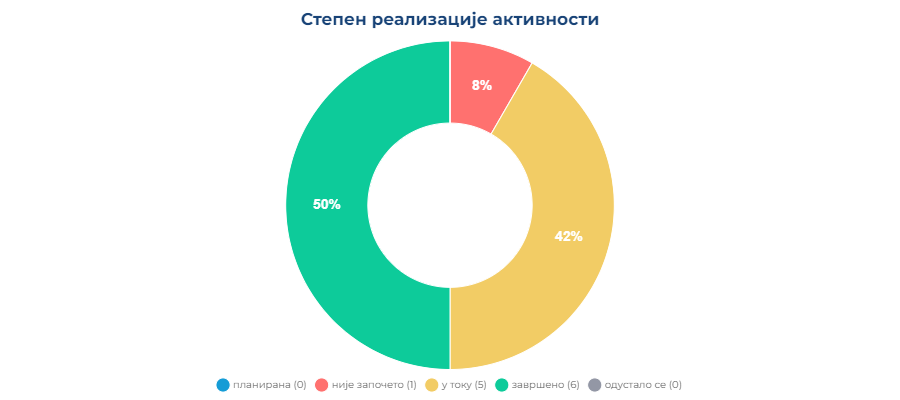 Степен реализације активности
8%
50%
42%
планирана (0) није започето (1) у току (5) завршено (6) одустало се (0)